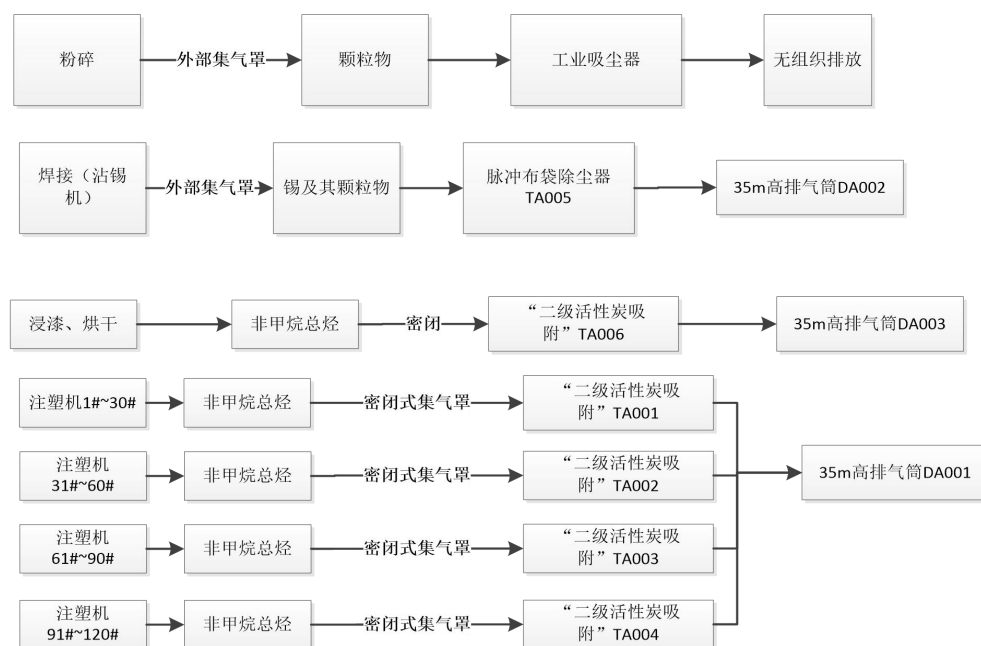 粉碎
外部集气罩
颗粒物
工业吸尘器
无组织排放
焊接（沾锡
机）
外部集气罩
锡及其颗粒物
脉冲布袋除尘器
TA005
35m高排气筒DA002
浸漆、烘干
非甲烷总烃
密闭
“二级活性炭吸
附”TA006
35m高排气筒DA003
注塑机1#~30#
非甲烷总烃
密闭式集气罩
“二级活性炭吸
附”TA001
注塑机
31#~60#
非甲烷总烃
密闭式集气罩
“二级活性炭吸
附”TA002
35m高排气筒DA001
注塑机
61#~90#
非甲烷总烃
密闭式集气罩
“二级活性炭吸
附”TA003
注塑机
91#~120#
非甲烷总烃
密闭式集气罩
“二级活性炭吸
附”TA004